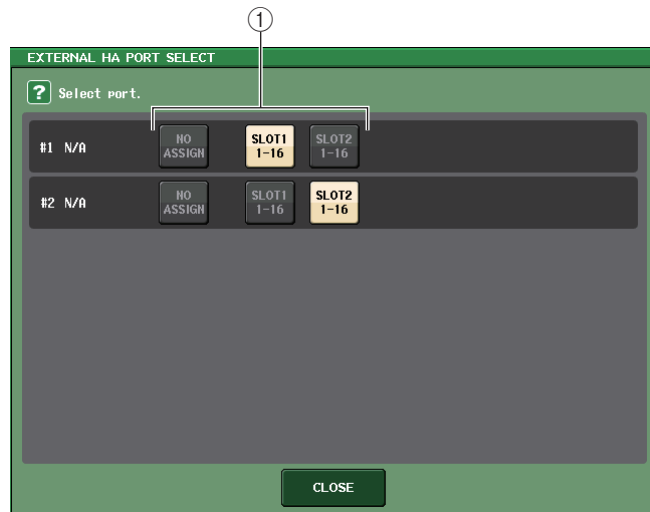 ①
EXTERNAL HA PORT SELECT
? Select port.
#1 N/A
NO
ASSIGN
SLOT1
1-16
SLOT2
1-16
#2 N/A
NO
ASSIGN
SLOT1
1-16
SLOT2
1-16
CLOSE